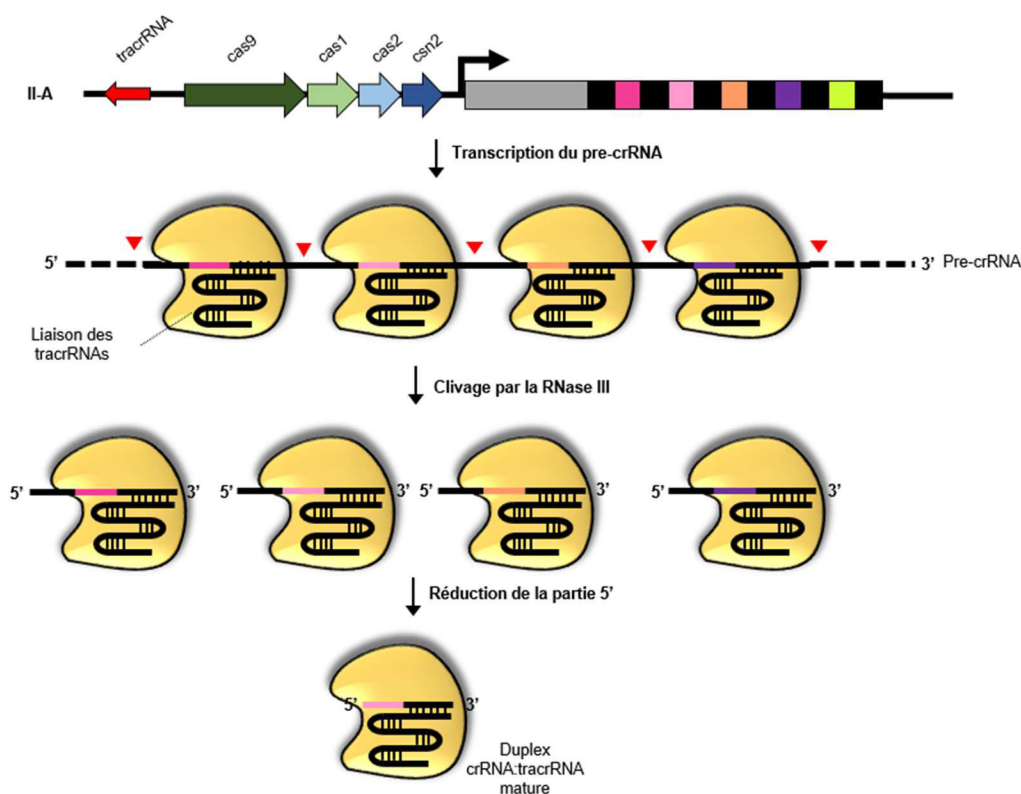 tracrRNA
cas9
cas1
cas2
csn2
II-A
Transcription du pre-crRNA
5’
3’
Pre-crRNA
Liaison des
tracrRNAs
Clivage par la RNase III
5’
3’
5’
3’
5’
3’
5’
3’
Réduction de la partie 5’
5’
3’
Duplex
crRNA:tracrRNA
mature